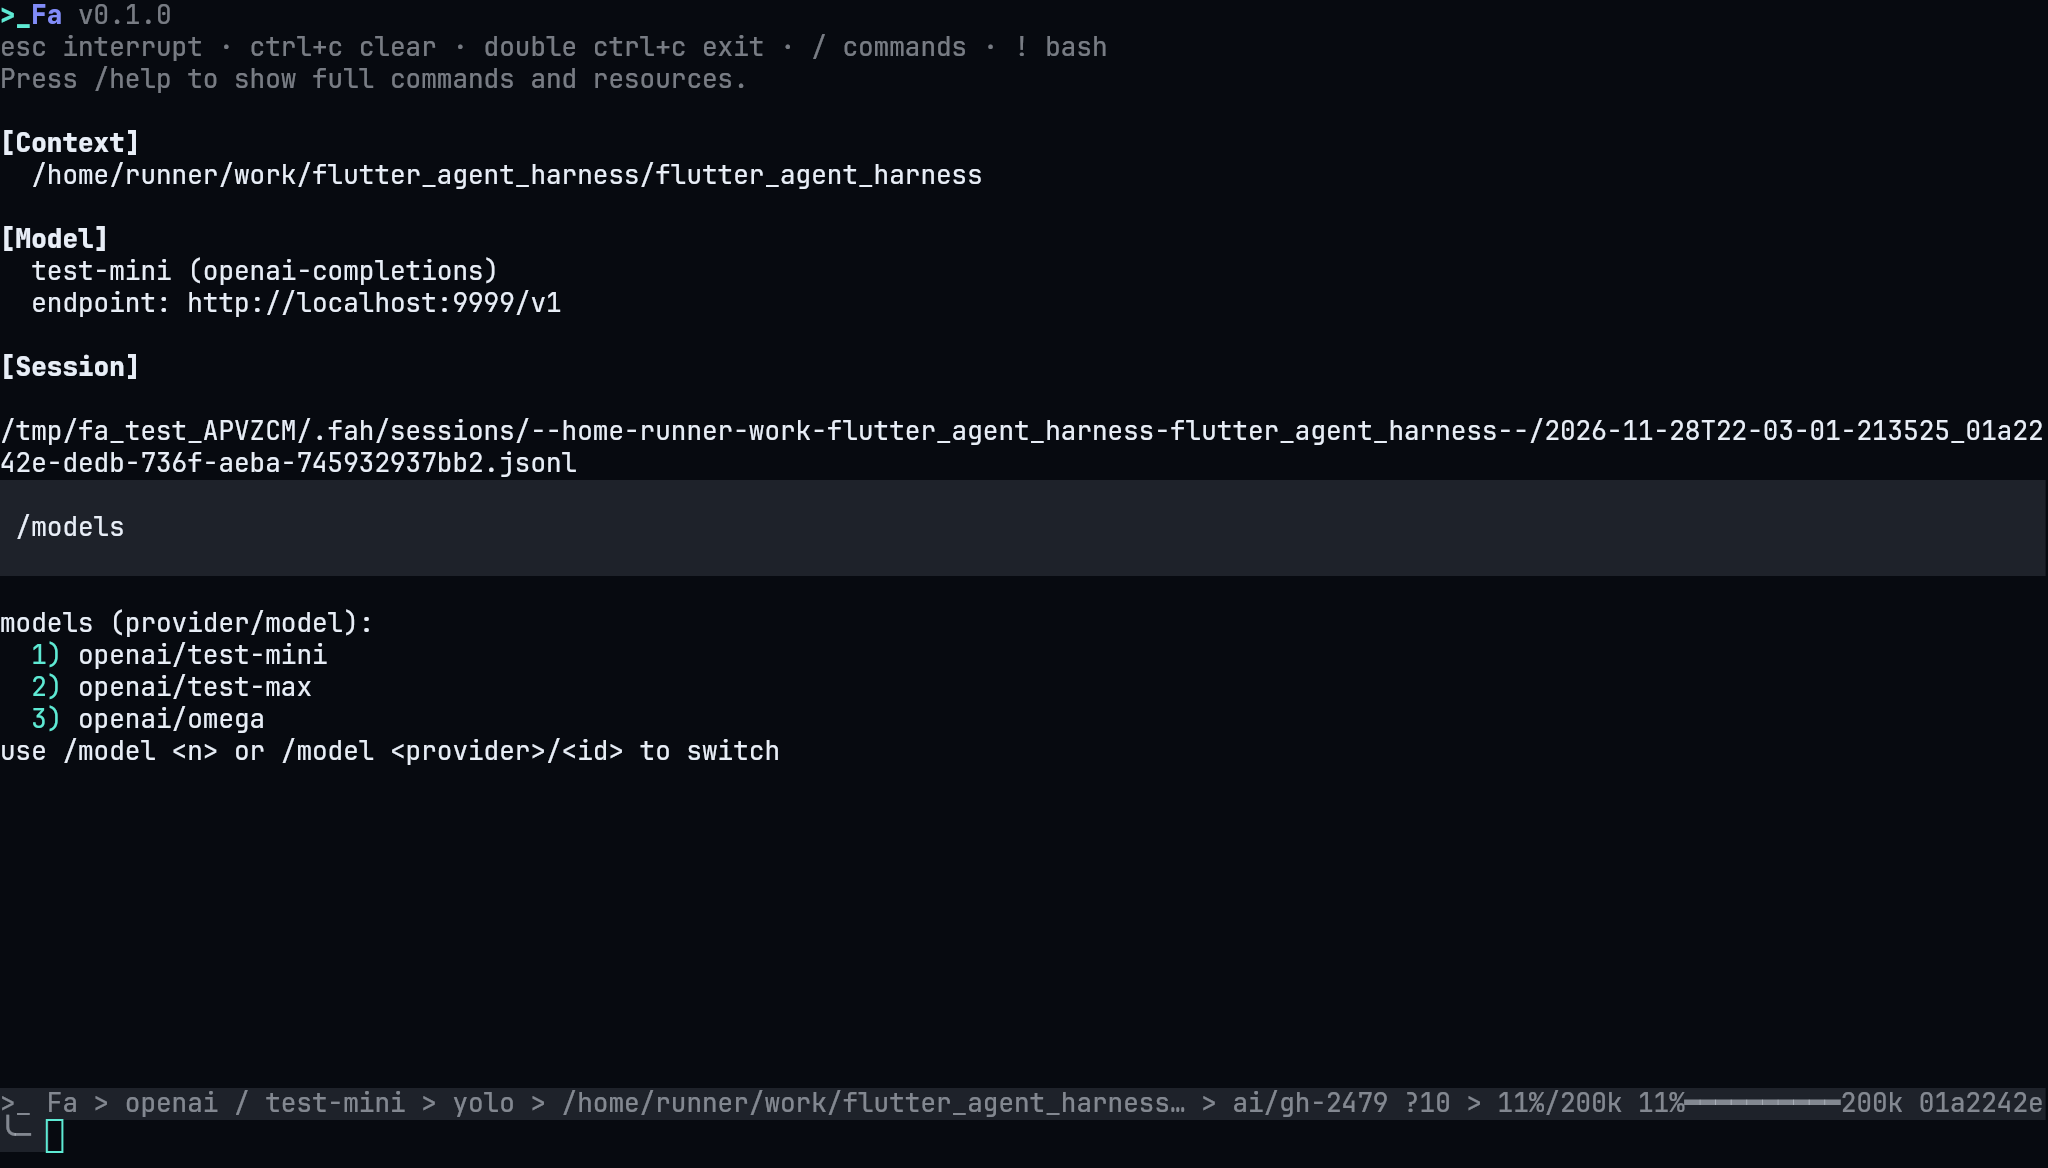 >_Fa v0.1.0
esc interrupt · ctrl+c clear · double ctrl+c exit · / commands · ! bash
Press /help to show full commands and resources.
[Context]
/home/runner/work/flutter_agent_harness/flutter_agent_harness
[Model]
test-mini (openai-completions)
endpoint: http://localhost:9999/v1
[Session]
/tmp/fa_test_APVZCM/.fah/sessions/--home-runner-work-flutter_agent_harness-flutter_agent_harness--/2026-11-28T22-03-01-213525_01a22
42e-dedb-736f-aeba-745932937bb2.jsonl
/models
models (provider/model):
1) openai/test-mini
2) openai/test-max
3) openai/omega
use /model <n> or /model <provider>/<id> to switch
>_ Fa > openai / test-mini > yolo > /home/runner/work/flutter_agent_harness… > ai/gh-2479 ?10 > 11%/200k 11%━━━━━━━━━━200k 01a2242e